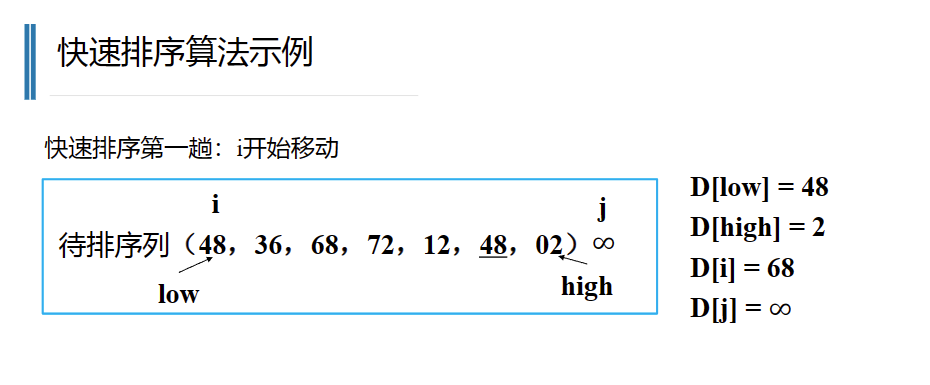 快速排序算法示例
快速排序第一趟：i开始移动
i
j
待排序列（48，36，68，72，12，48，02）∞
low
high
D[low] = 48
D[high] = 2
D[i] = 68
D[j] = ∞